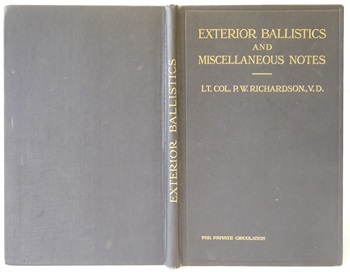 EXTERIOR BALLISTICS
EXTERIOR BALLISTICS
AND
MISCELLANEOUS NOTES
LT. COL. P. W. RICHARDSON, V. D.
FOR PRIVATE CIRCULATION